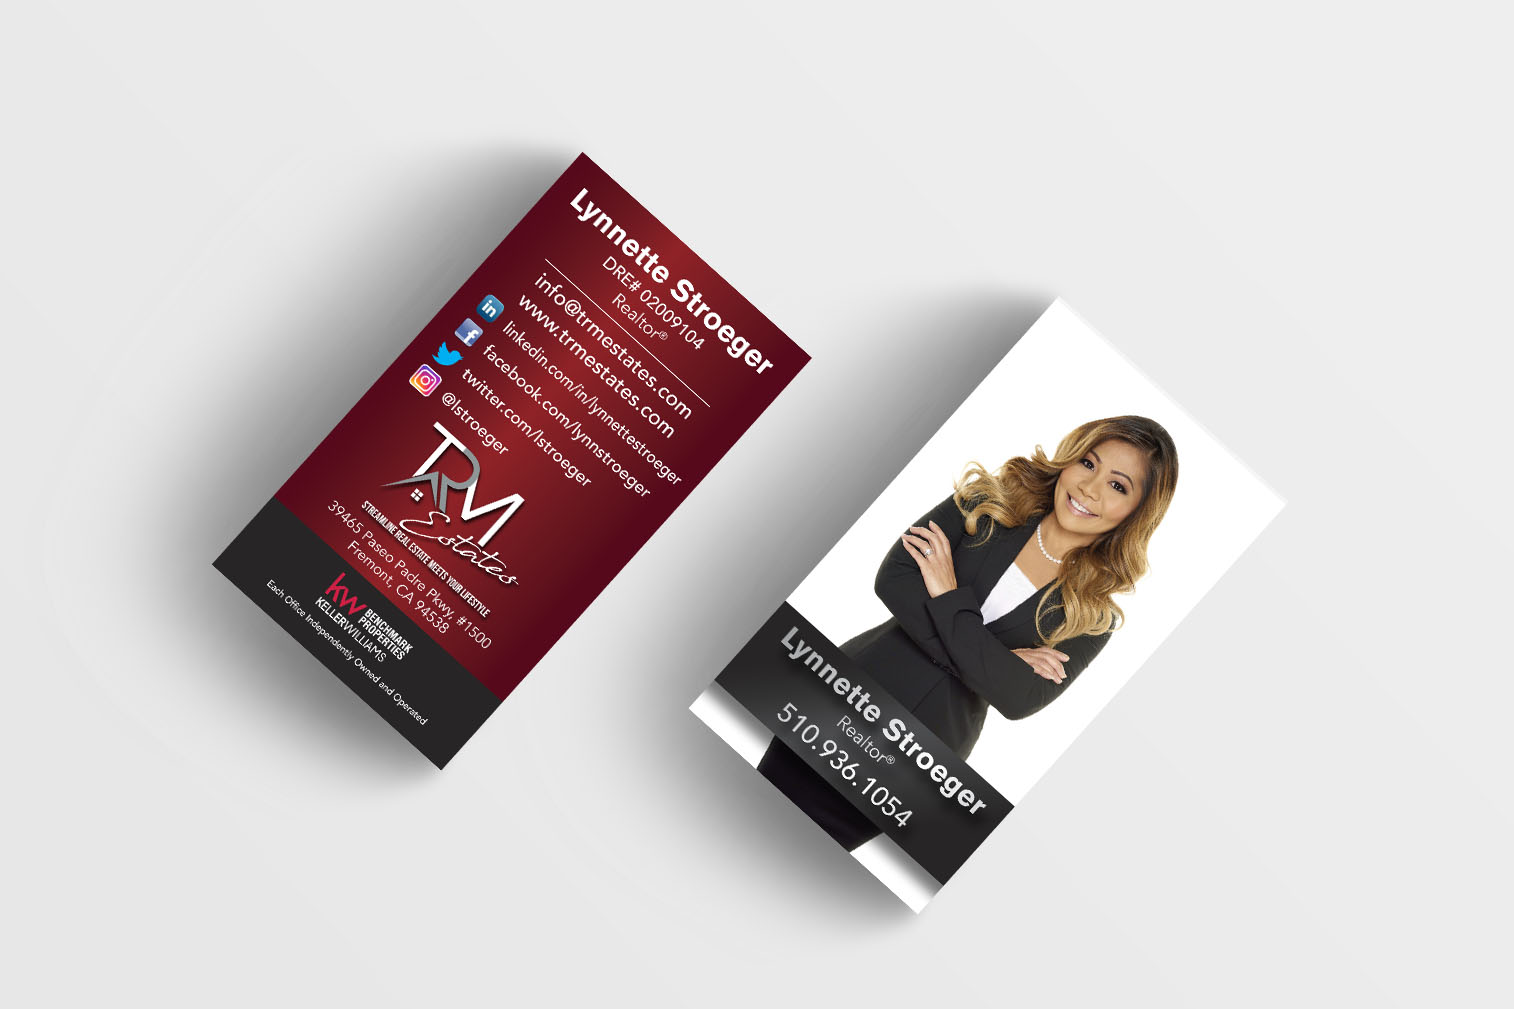 Lynnette Stroeger
DRE# 02009104
Realtor®
info@trmestates.com
www.trmestates.com
in linkedin.com/in/lynnettestroeger
f facebook.com/lynnstroeger
twitter.com/lstroeger
@lstroeger
TRM
Estates
STREAMLINE REAL ESTATE MEETS YOUR LIFESTYLE
39465 Paseo Padre Pkwy, #1500
Fremont, CA 94538
kw BENCHMARK
PROPERTIES
KELLERWILLIAMS
Each Office Independently Owned and Operated
Lynnette Stroeger
Realtor®
510.936.1054